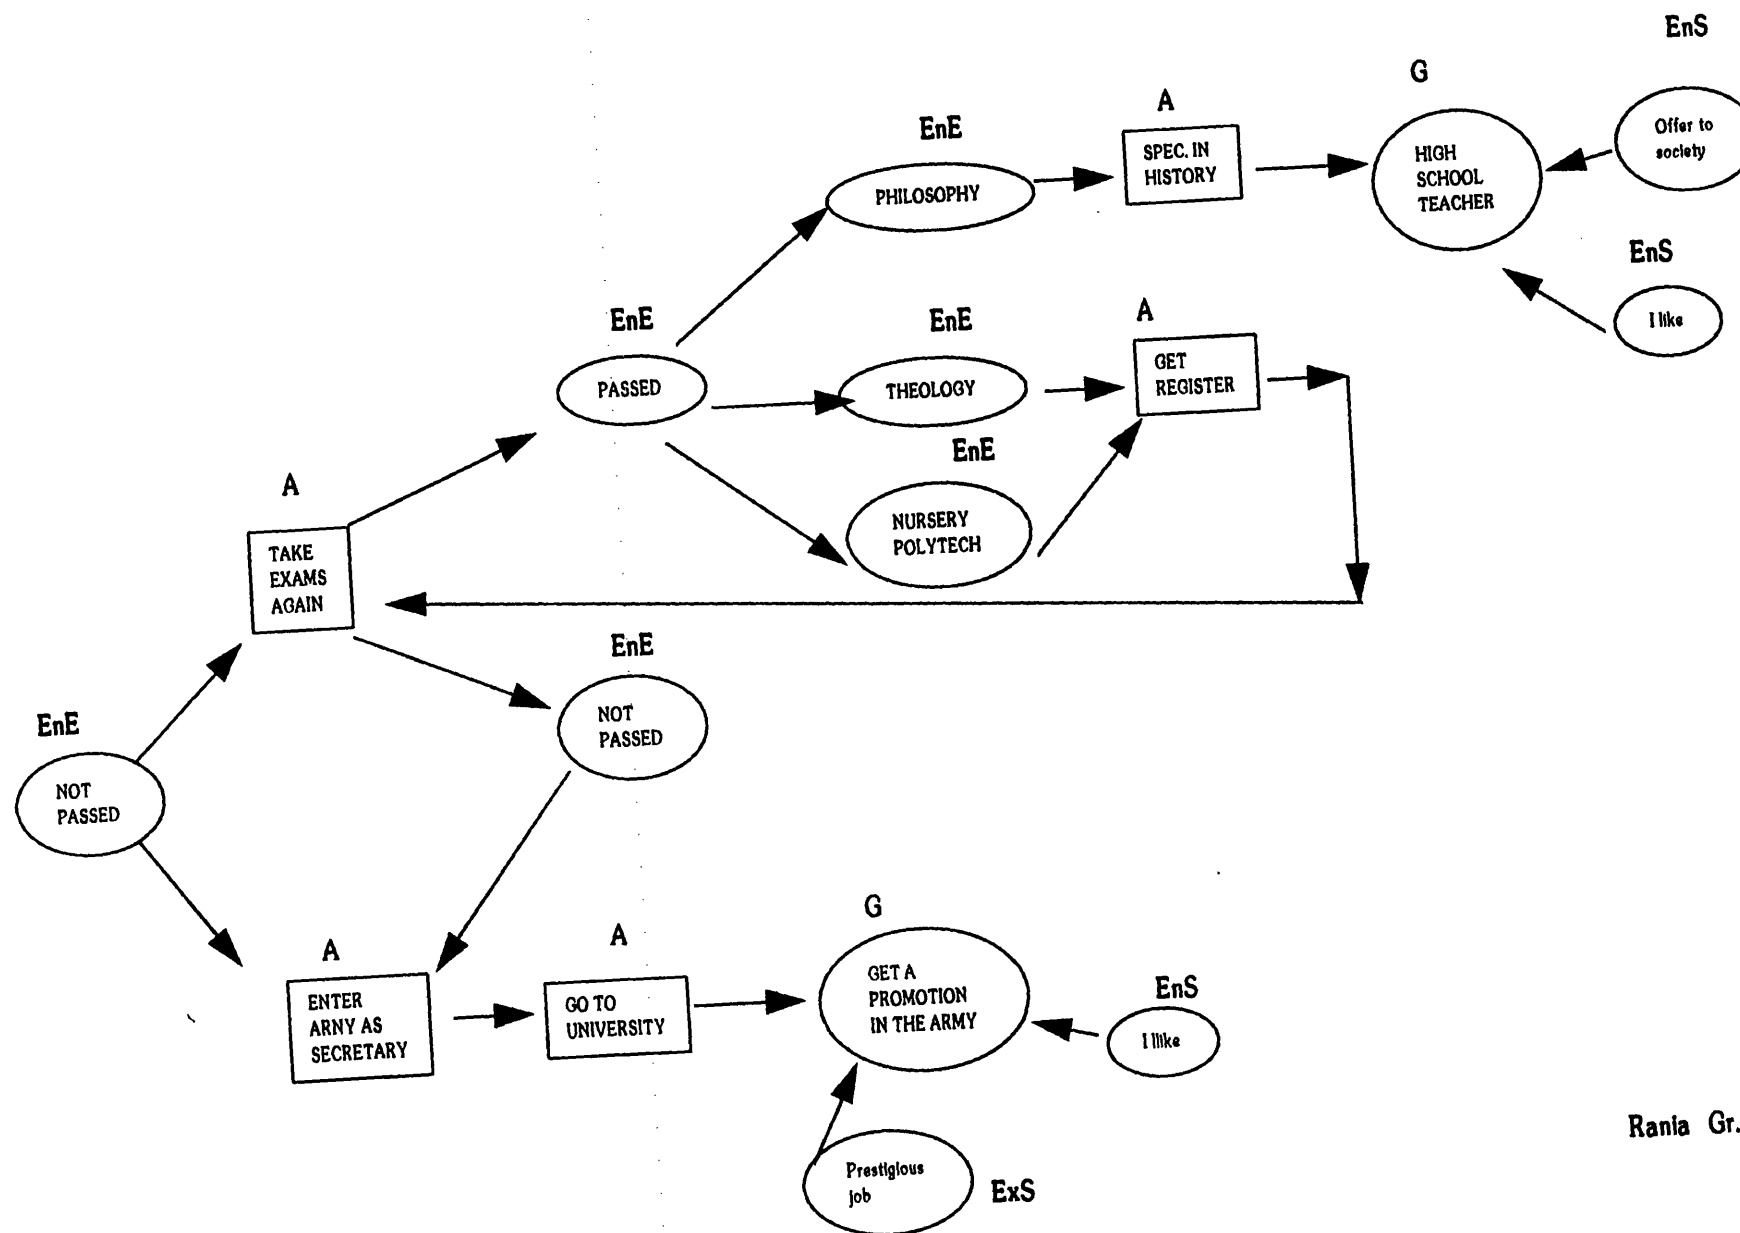 EnS
G
A
EnE
Offer to
society
SPEC. IN
HISTORY
HIGH
SCHOOL
TEACHER
PHILOSOPHY
EnS
I like
EnE
EnE
A
PASSED
THEOLOGY
GET
REGISTER
EnE
A
NURSERY
POLYTECH
TAKE
EXAMS
AGAIN
EnE
NOT
PASSED
EnE
NOT
PASSED
A
A
G
ENTER
ARNY AS
SECRETARY
GO TO
UNIVERSITY
GET A
PROMOTION
IN THE ARMY
EnS
I llike
Prestigious
job
ExS
Rania Gr.